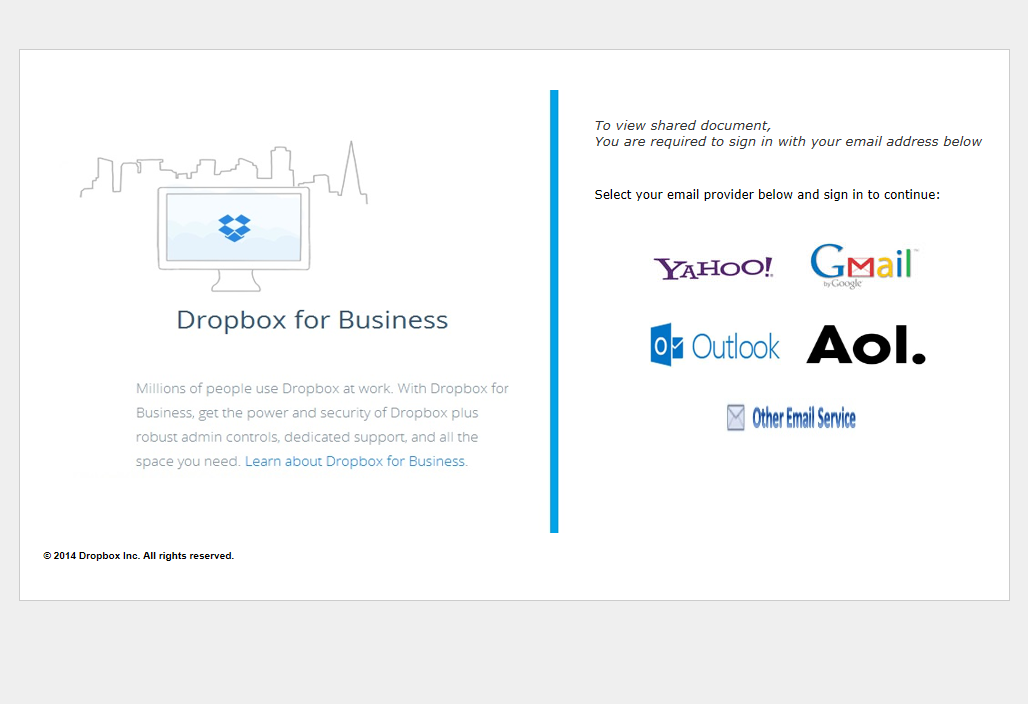 To view shared document,
You are required to sign in with your email address below
Select your email provider below and sign in to continue:
YAHOO!
GMail™
by Google
Outlook
Aol.
Other Email Service
Dropbox for Business
Millions of people use Dropbox at work. With Dropbox for
Business, get the power and security of Dropbox plus
robust admin controls, dedicated support, and all the
space you need. Learn about Dropbox for Business.
© 2014 Dropbox Inc. All rights reserved.